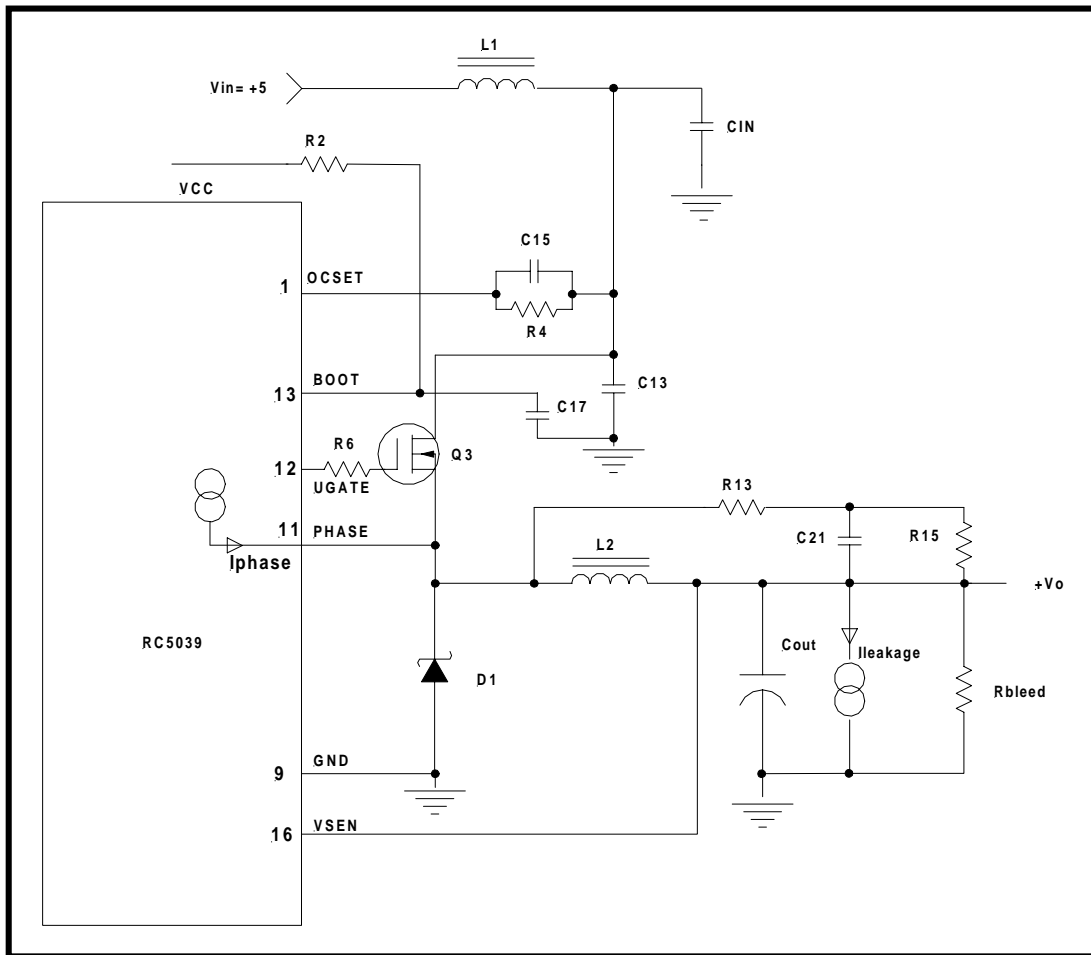 L1
Vin= +5
CIN
R2
VCC
C15
1 OCSET
R4
13 BOOT
C13
C17
R6
Q3
12
UGATE
R13
11 PHASE
C21
R15
L2
Iphase
+Vo
RC5039
Cout
Ileakage
D1
Rbleed
9 GND
16 VSEN